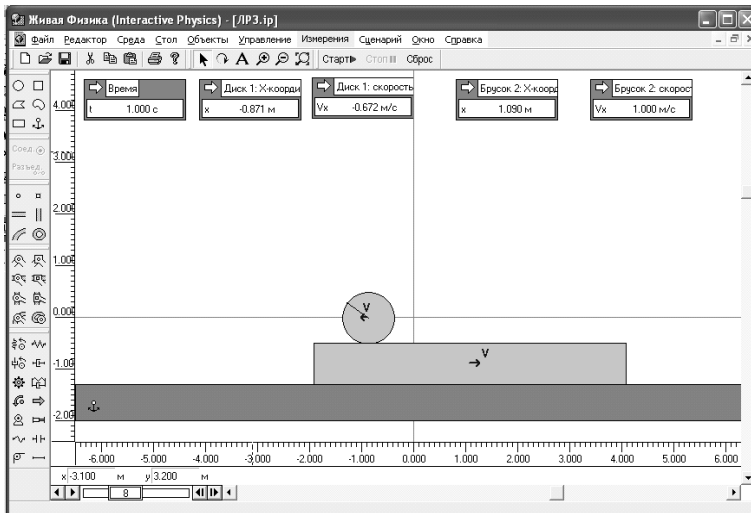 Живая Физика (Interactive Physics) - [ЛР3.ip]
Файл Редактор Среда Стол Объекты Управление Измерения Сценарий Окно Справка
Старт Стоп Сброс
Время
t 1.000 с
Диск 1: X-коорди
x -0.871 м
Диск 1: скорость
Vx -0.672 м/с
Брусок 2: X-коорд
x 1.090 м
Брусок 2: скорост
Vx 1.000 м/с
Соед.
Разъед.
4.000
3.000
2.000
1.000
0.000
-1.000
-2.000
V
V
-6.000 -5.000 -4.000 -3.000 -2.000 -1.000 0.000 1.000 2.000 3.000 4.000 5.000 6.000
x -3.100 м y 3.200 м
8